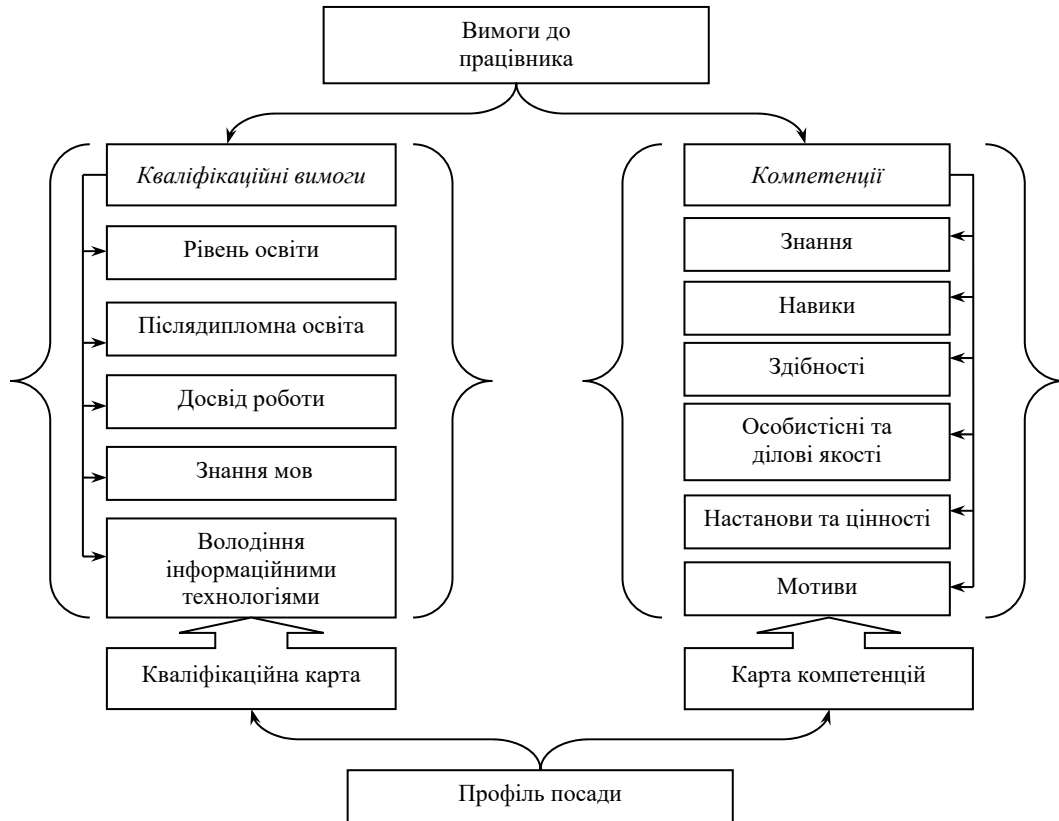 Вимоги до
працівника
Кваліфікаційні вимоги
Рівень освіти
Післядипломна освіта
Досвід роботи
Знання мов
Володіння
інформаційними
технологіями
Кваліфікаційна карта
Компетенції
Знання
Навики
Здібності
Особистісні та
ділові якості
Настанови та цінності
Мотиви
Карта компетенцій
Профіль посади